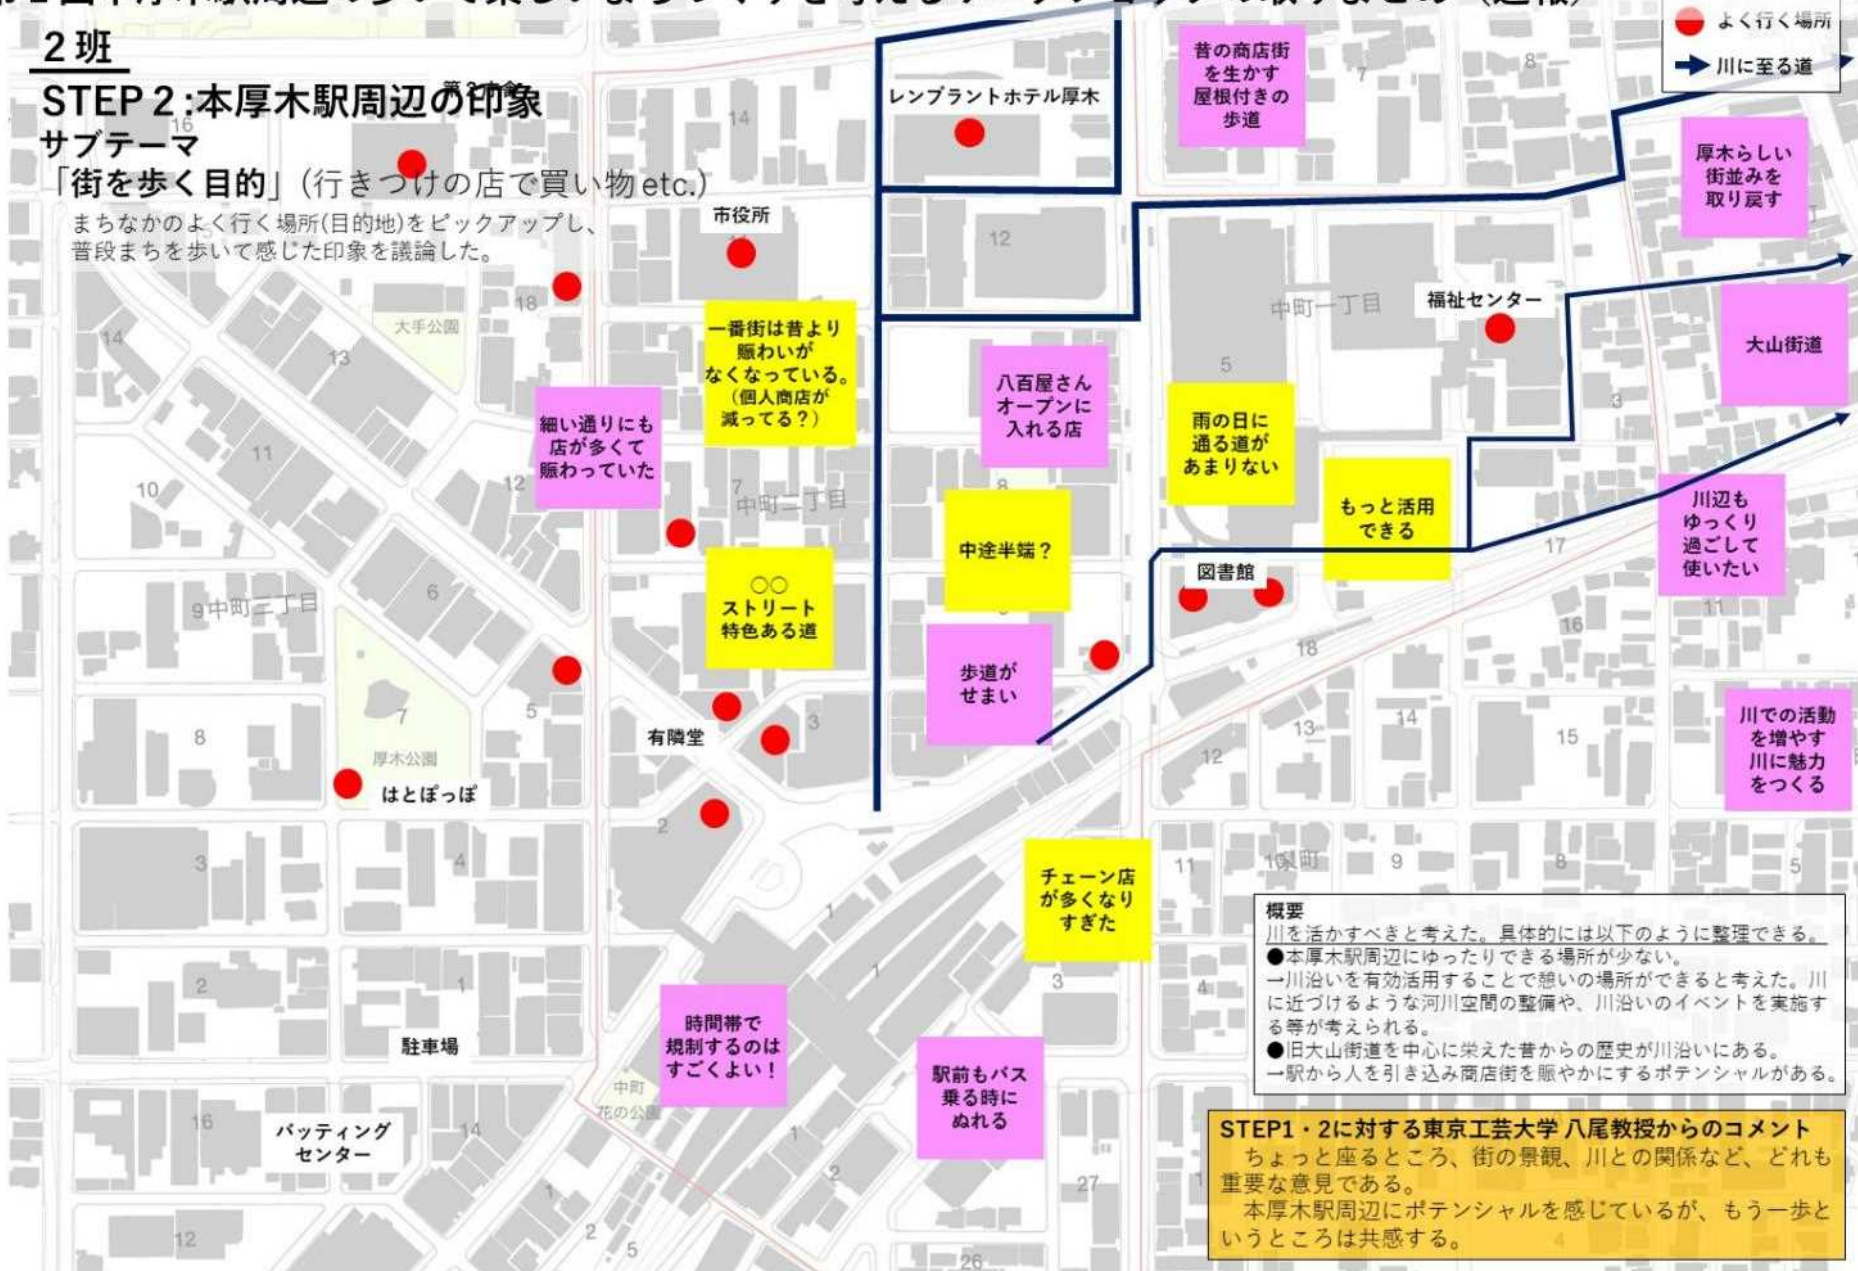 ２班
STEP２:本厚木駅周辺の印象
サブテーマ
「街を歩く目的」(行きつけの店で買い物etc.)
まちなかのよく行く場所(目的地)をピックアップし、
普段まちを歩いて感じた印象を議論した。
よく行く場所
川に至る道
レンブラントホテル厚木
昔の商店街
を生かす
屋根付きの
歩道
厚木らしい
街並みを
取り戻す
市役所
大手公園
一番街は昔より
賑わいが
なくなっている。
（個人商店が
減ってる？）
細い通りにも
店が多くて
賑わっていた
八百屋さん
オープンに
入れる店
中町一丁目
福祉センター
大山街道
雨の日に
通る道が
あまりない
もっと活用
できる
中町二丁目
中途半端？
川辺も
ゆっくり
過ごして
使いたい
図書館
○○
ストリート
特色ある道
中町三丁目
歩道が
せまい
有隣堂
厚木公園
はとぽっぽ
川での活動
を増やす
川に魅力
をつくる
チェーン店
が多くなり
すぎた
時間帯で
規制するのは
すごくよい！
駅前もバス
乗る時に
ぬれる
駐車場
中町
花の公園
バッティング
センター
概要
川を活かすべきと考えた。具体的には以下のように整理できる。
●本厚木駅周辺にゆったりできる場所が少ない。
→川沿いを有効活用することで憩いの場所ができると考えた。川
に近づけるような河川空間の整備や、川沿いのイベントを実施す
る等が考えられる。
●旧大山街道を中心に栄えた昔からの歴史が川沿いにある。
→駅から人を引き込み商店街を賑やかにするポテンシャルがある。
STEP1・2に対する東京工芸大学 八尾教授からのコメント
ちょっと座るところ、街の景観、川との関係など、どれも
重要な意見である。
本厚木駅周辺にポテンシャルを感じているが、もう一歩と
いうところは共感する。